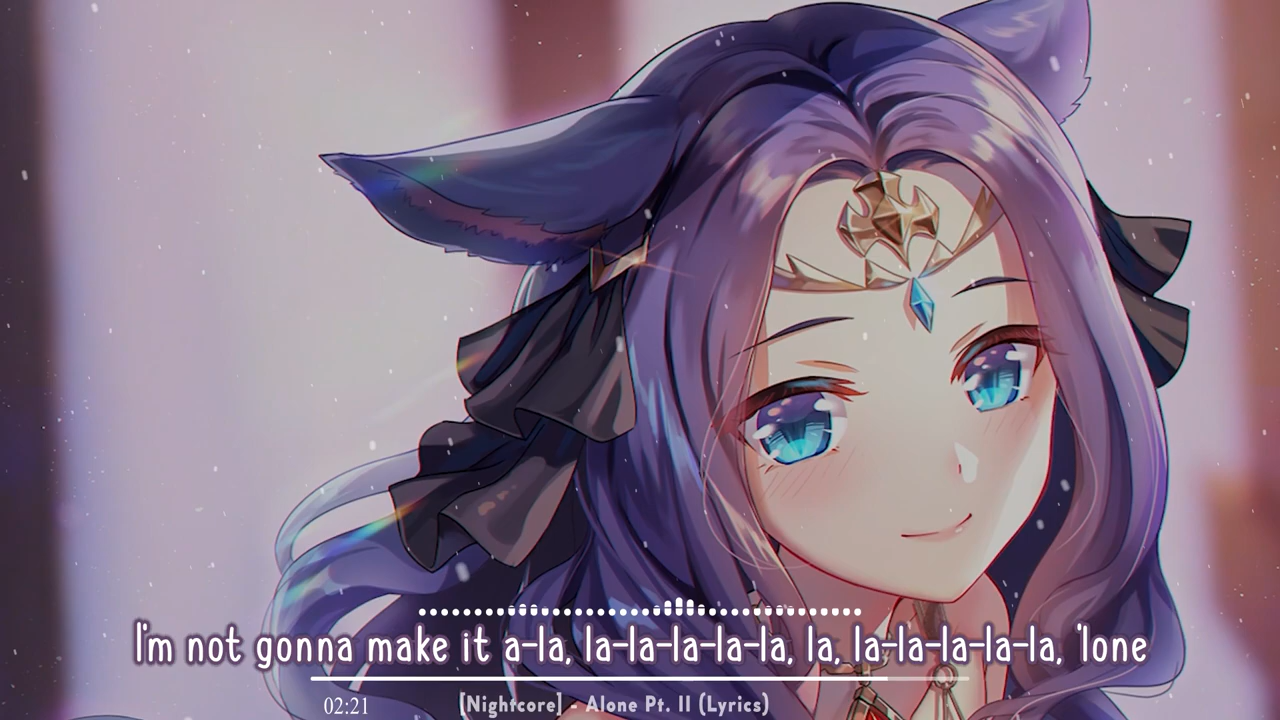 I'm not gonna make it a-la, la-la-la-la-la, la, la-la-la-la-la, 'lone
02:21
[Nightcore] - Alone Pt. II (Lyrics)